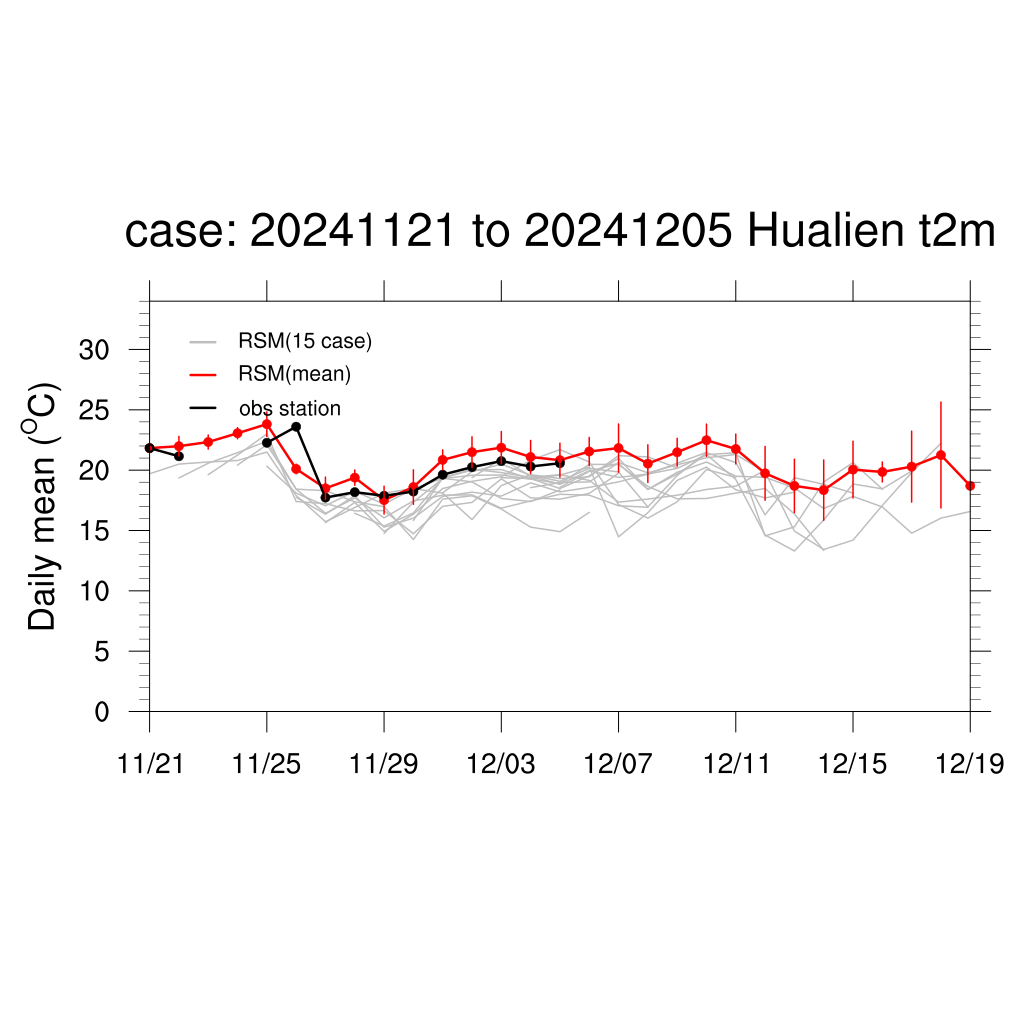 case: 20241121 to 20241205 Hualien t2m
RSM(15 case)
RSM(mean)
obs station
Daily mean (°C)
30
25
20
15
10
5
0
11/21 11/25 11/29 12/03 12/07 12/11 12/15 12/19